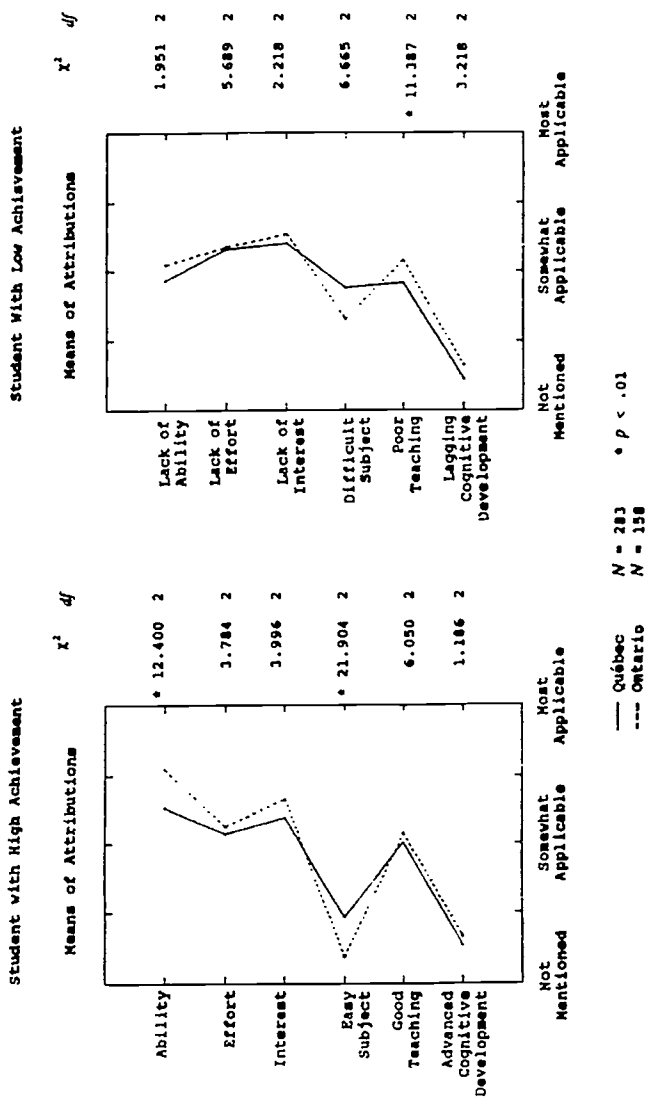 Student with High Achievement
Means of Attributions
χ² df
Ability * 12.400 2
Effort 3.784 2
Interest 3.996 2
Easy
Subject * 21.904 2
Good
Teaching 6.050 2
Advanced
Cognitive
Development 1.186 2
Not
Mentioned
Somewhat
Applicable
Most
Applicable
Student With Low Achievement
Means of Attributions
χ² df
Lack of
Ability 1.951 2
Lack of
Effort 5.689 2
Lack of
Interest 2.218 2
Difficult
Subject 6.665 2
Poor
Teaching * 11.387 2
Lagging
Cognitive
Development 3.218 2
Not
Mentioned
Somewhat
Applicable
Most
Applicable
—— Québec N = 283 * p < .01
--- Ontario N = 158